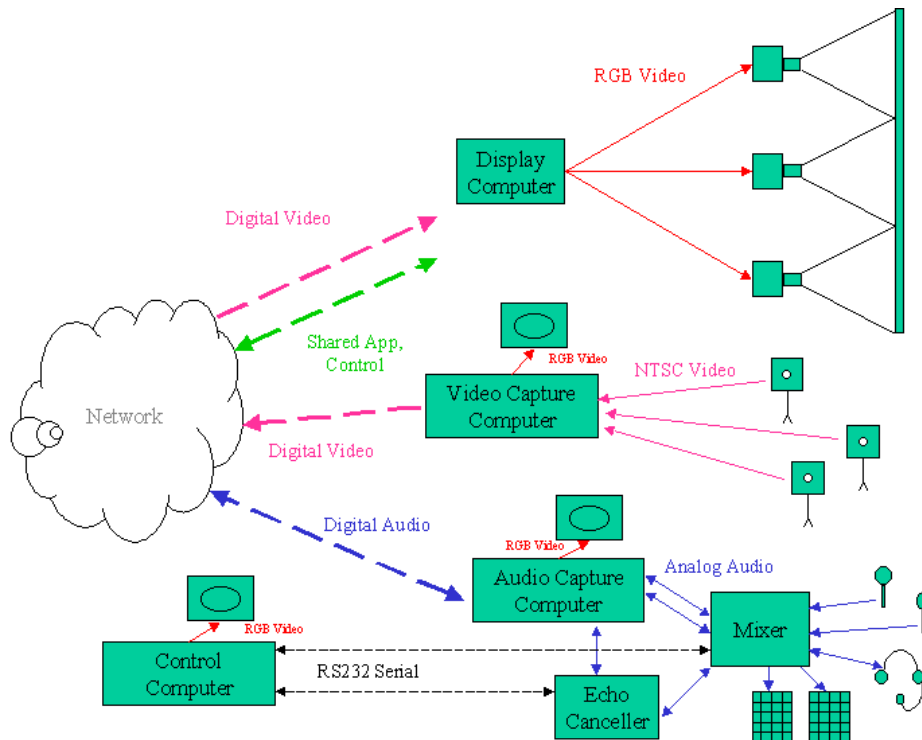 RGB Video
Display
Computer
Digital Video
Shared App,
Control
RGB Video
NTSC Video
Video Capture
Computer
Network
Digital Video
Digital Audio
RGB Video
Analog Audio
Audio Capture
Computer
Mixer
RGB Video
Control
Computer
RS232 Serial
Echo
Canceller